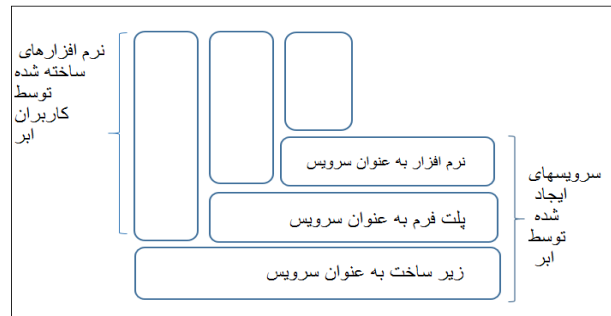 نرم افزارهای
ساخته شده
توسط
کاربران
ابر
نرم افزار به عنوان سرویس
پلت فرم به عنوان سرویس
زیر ساخت به عنوان سرویس
سرویسهای
ایجاد
شده
توسط
ابر